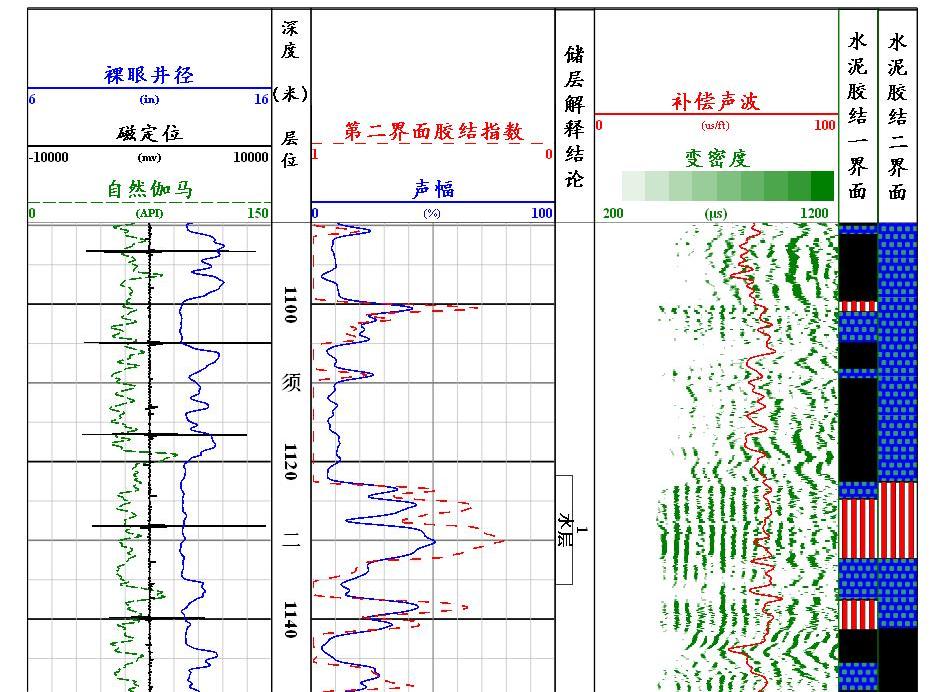 裸眼井径
6 (in) 16
磁定位
-10000 (mv) 10000
自然伽马
0 (API) 150
深度
(米)
层位
第二界面胶结指数
1 0
声幅
0 (%) 100
储层解释结论
补偿声波
0 (us/ft) 100
变密度
200 (μs) 1200
水泥胶结一界面
水泥胶结二界面
1100
须
1120
二
1140
1
水层